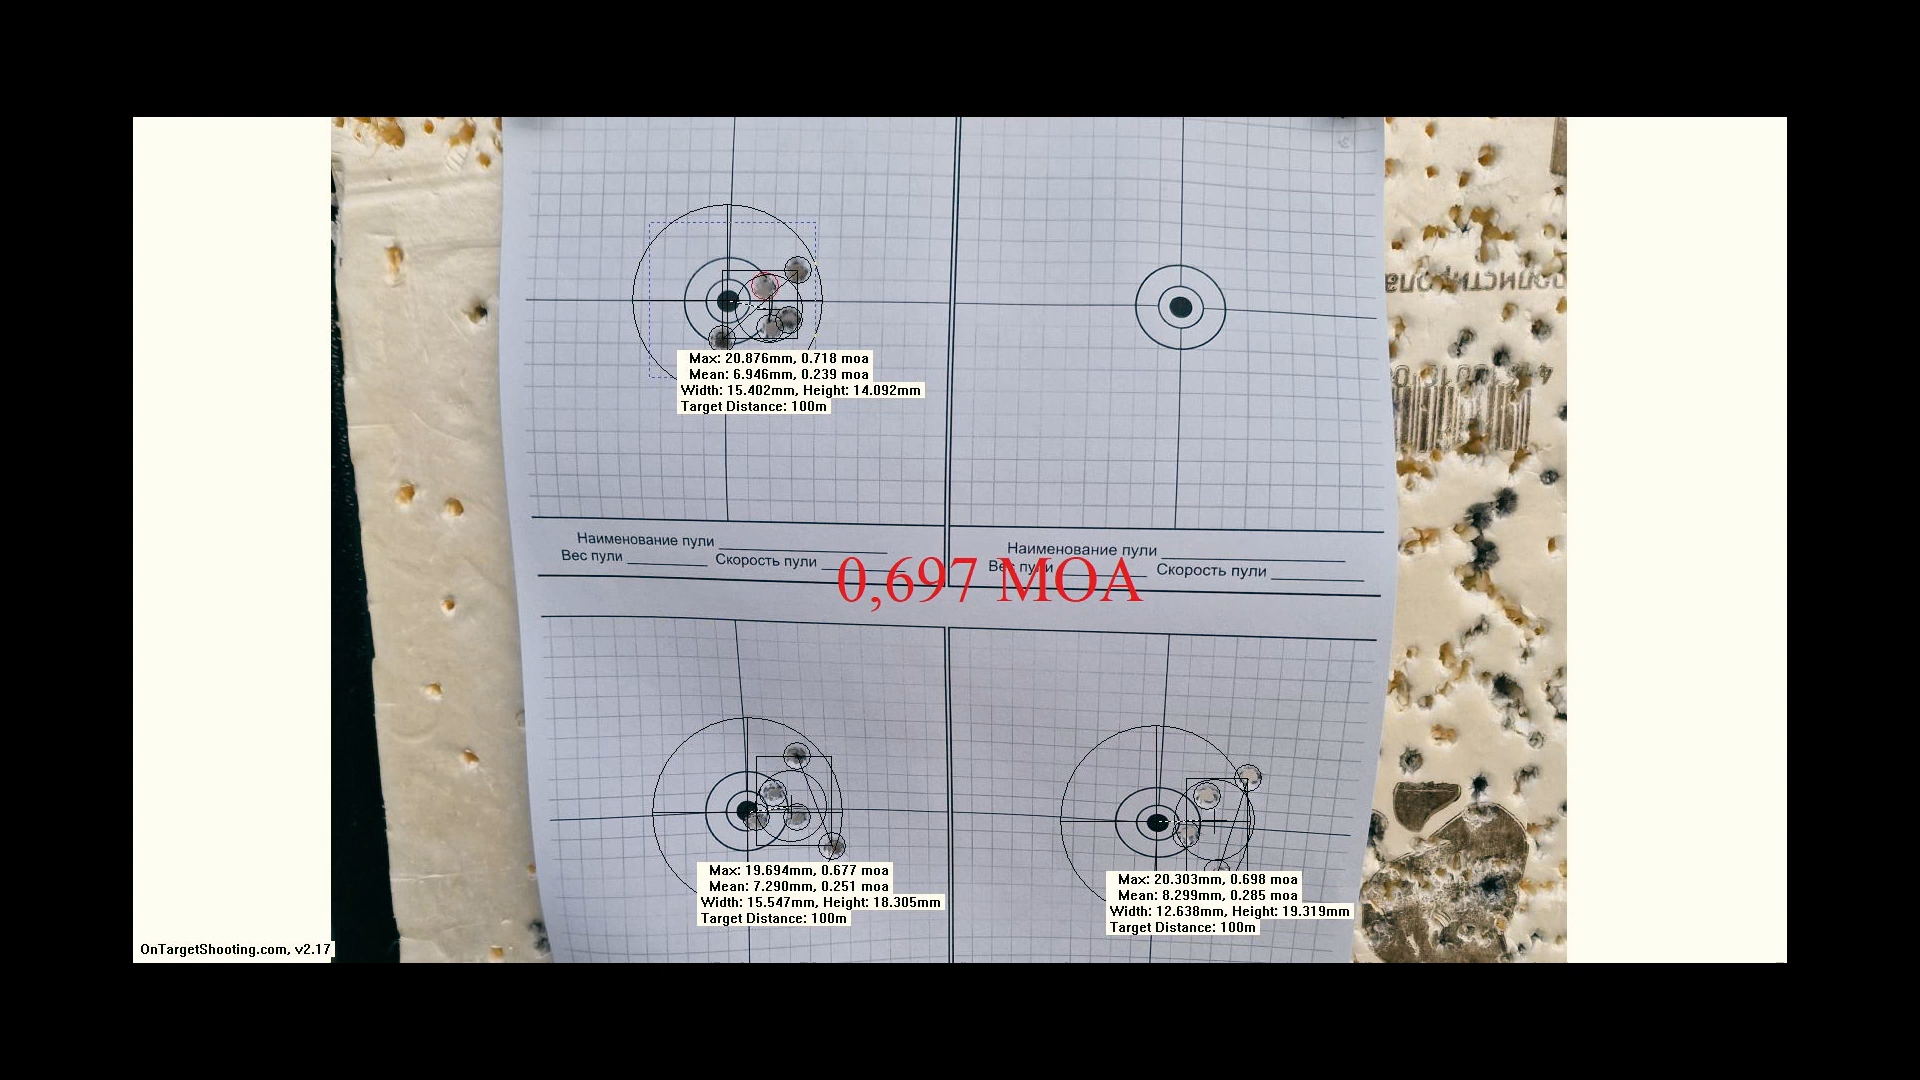 Max: 20.876mm, 0.718 moa
Mean: 6.946mm, 0.239 moa
Width: 15.402mm, Height: 14.092mm
Target Distance: 100m
Наименование пули
Вес пули Скорость пули
Наименование пули
Вес пули Скорость пули
0,697 MOA
Max: 19.694mm, 0.677 moa
Mean: 7.290mm, 0.251 moa
Width: 15.547mm, Height: 18.305mm
Target Distance: 100m
Max: 20.303mm, 0.698 moa
Mean: 8.299mm, 0.285 moa
Width: 12.638mm, Height: 19.319mm
Target Distance: 100m
OnTargetShooting.com, v2.17